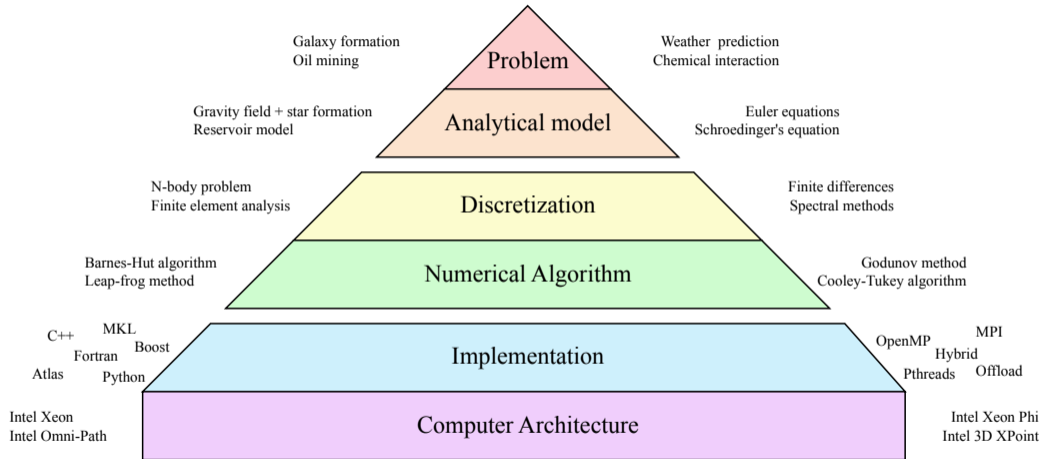 Galaxy formation
Oil mining
Problem
Weather prediction
Chemical interaction
Gravity field + star formation
Reservoir model
Analytical model
Euler equations
Schroedinger's equation
N-body problem
Finite element analysis
Discretization
Finite differences
Spectral methods
Barnes-Hut algorithm
Leap-frog method
Numerical Algorithm
Godunov method
Cooley-Tukey algorithm
C++
MKL
Boost
Fortran
Atlas
Python
Implementation
OpenMP
MPI
Hybrid
Pthreads
Offload
Intel Xeon
Intel Omni-Path
Computer Architecture
Intel Xeon Phi
Intel 3D XPoint